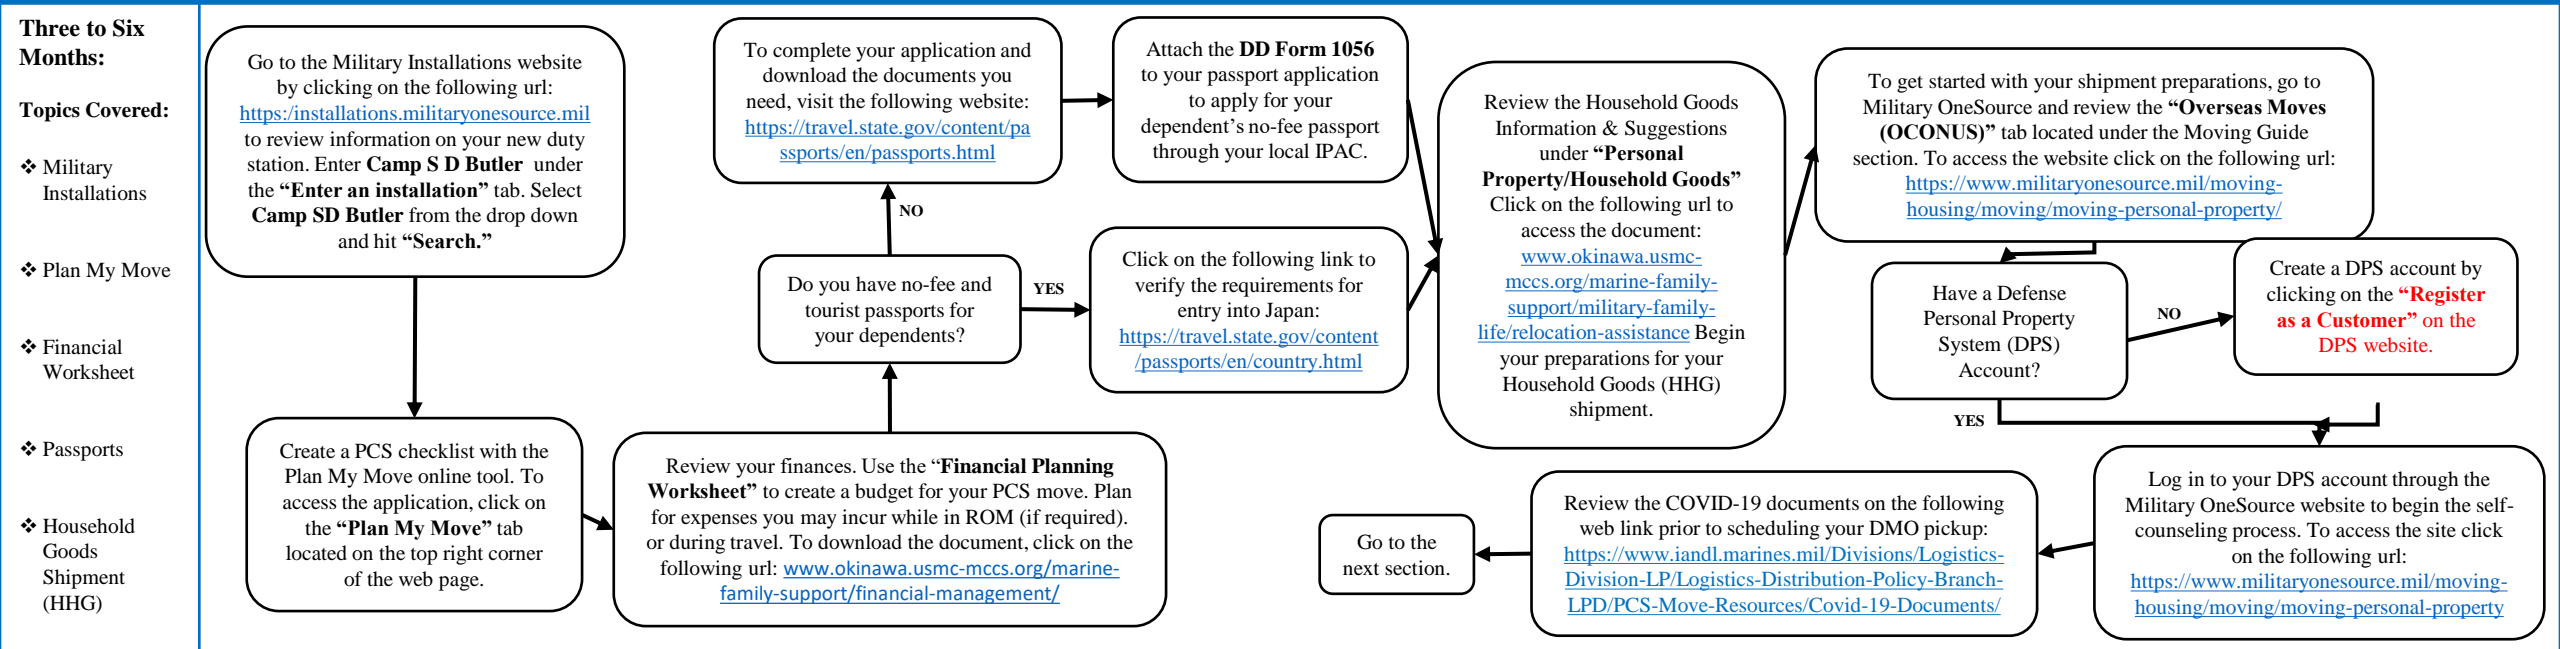 Three to Six
Months:
Topics Covered:
❖ Military
Installations
❖ Plan My Move
❖ Financial
Worksheet
❖ Passports
❖ Household
Goods
Shipment
(HHG)
Go to the Military Installations website
by clicking on the following url:
https:/installations.militaryonesource.mil
to review information on your new duty
station. Enter Camp S D Butler under
the “Enter an installation” tab. Select
Camp SD Butler from the drop down
and hit “Search.”
Create a PCS checklist with the
Plan My Move online tool. To
access the application, click on
the “Plan My Move” tab
located on the top right corner
of the web page.
Review your finances. Use the “Financial Planning
Worksheet” to create a budget for your PCS move. Plan
for expenses you may incur while in ROM (if required).
or during travel. To download the document, click on the
following url: www.okinawa.usmc-mccs.org/marine-
family-support/financial-management/
Do you have no-fee and
tourist passports for
your dependents?
NO
To complete your application and
download the documents you
need, visit the following website:
https://travel.state.gov/content/pa
ssports/en/passports.html
Attach the DD Form 1056
to your passport application
to apply for your
dependent’s no-fee passport
through your local IPAC.
YES
Click on the following link to
verify the requirements for
entry into Japan:
https://travel.state.gov/content
/passports/en/country.html
Review the Household Goods
Information & Suggestions
under “Personal
Property/Household Goods”
Click on the following url to
access the document:
www.okinawa.usmc-
mccs.org/marine-family-
support/military-family-
life/relocation-assistance Begin
your preparations for your
Household Goods (HHG)
shipment.
To get started with your shipment preparations, go to
Military OneSource and review the “Overseas Moves
(OCONUS)” tab located under the Moving Guide
section. To access the website click on the following url:
https://www.militaryonesource.mil/moving-
housing/moving/moving-personal-property/
Have a Defense
Personal Property
System (DPS)
Account?
NO
Create a DPS account by
clicking on the “Register
as a Customer” on the
DPS website.
YES
Log in to your DPS account through the
Military OneSource website to begin the self-
counseling process. To access the site click
on the following url:
https://www.militaryonesource.mil/moving-
housing/moving/moving-personal-property
Review the COVID-19 documents on the following
web link prior to scheduling your DMO pickup:
https://www.iandl.marines.mil/Divisions/Logistics-
Division-LP/Logistics-Distribution-Policy-Branch-
LPD/PCS-Move-Resources/Covid-19-Documents/
Go to the
next section.